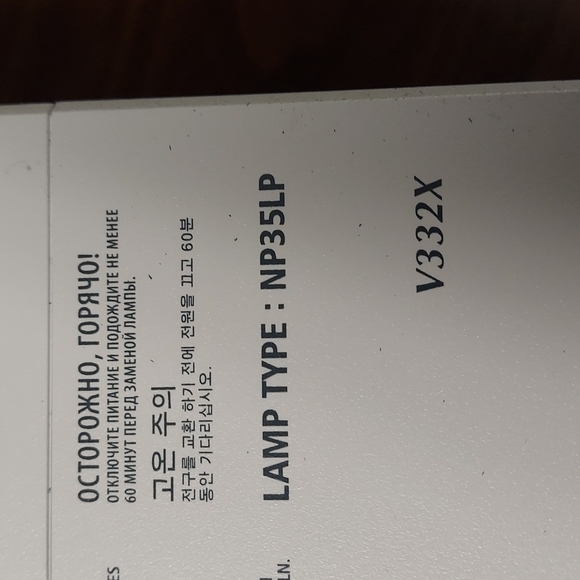 ОСТОРОЖНО, ГОРЯЧО!
ОТКЛЮЧИТЕ ПИТАНИЕ И ПОДОЖДИТЕ НЕ МЕНЕЕ
60 МИНУТ ПЕРЕД ЗАМЕНОЙ ЛАМПЫ.
고온 주의
전구를 교환 하기 전에 전원을 끄고 60분
동안 기다리십시오.
LAMP TYPE : NP35LP
V332X